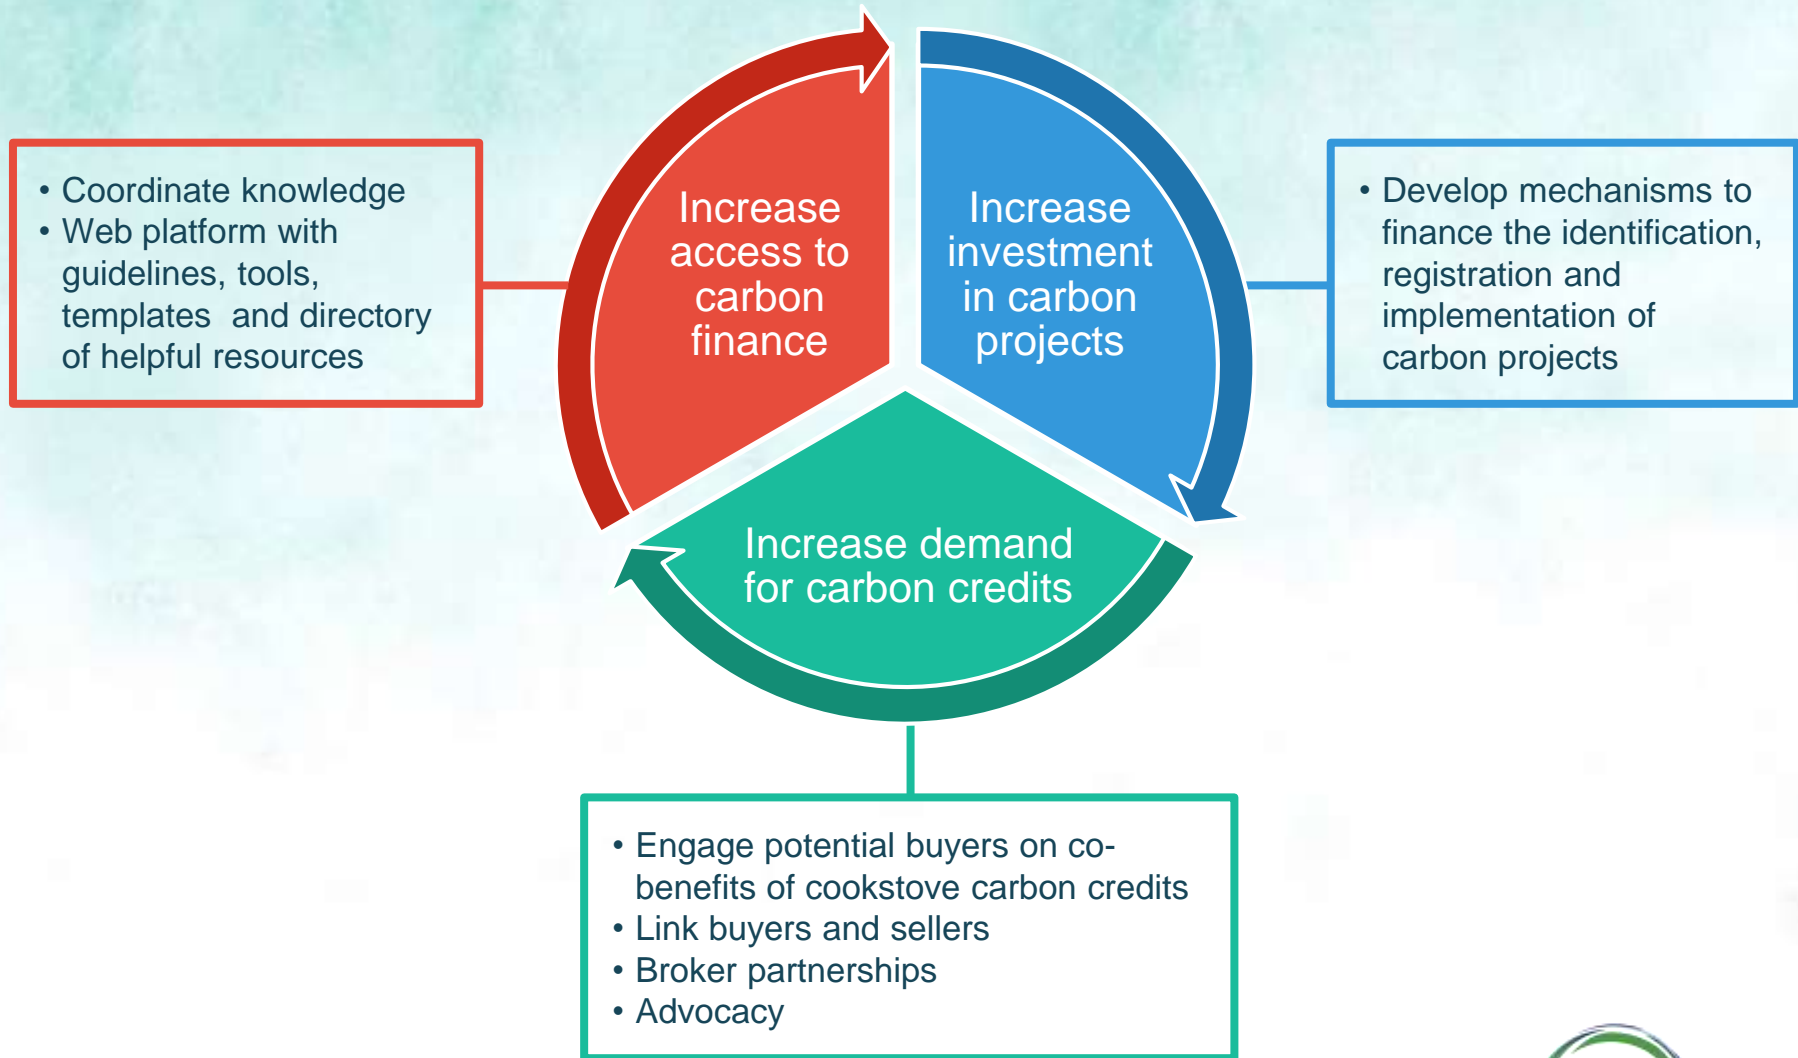 Increase
access to
carbon
finance
Increase
investment
in carbon
projects
Increase demand
for carbon credits
• Coordinate knowledge
• Web platform with
guidelines, tools,
templates  and directory
of helpful resources
• Develop mechanisms to
finance the identification,
registration and
implementation of
carbon projects
• Engage potential buyers on co-
benefits of cookstove carbon credits
• Link buyers and sellers
• Broker partnerships
• Advocacy